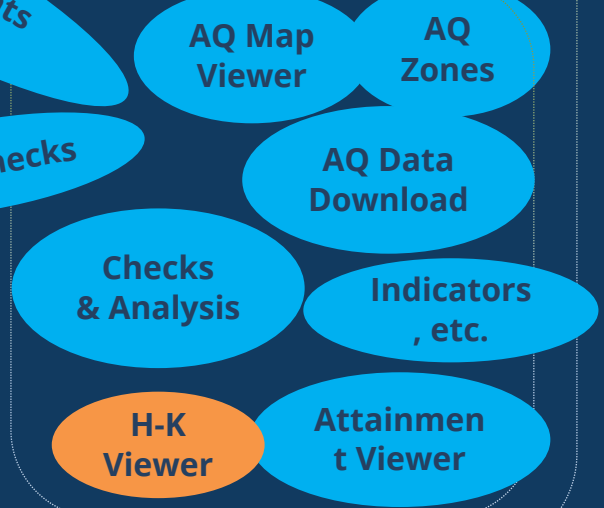 AQ Map
Viewer
AQ
Zones
AQ Data
Download
Checks
& Analysis
Indicators
, etc.
H-K
Viewer
Attainmen
t Viewer